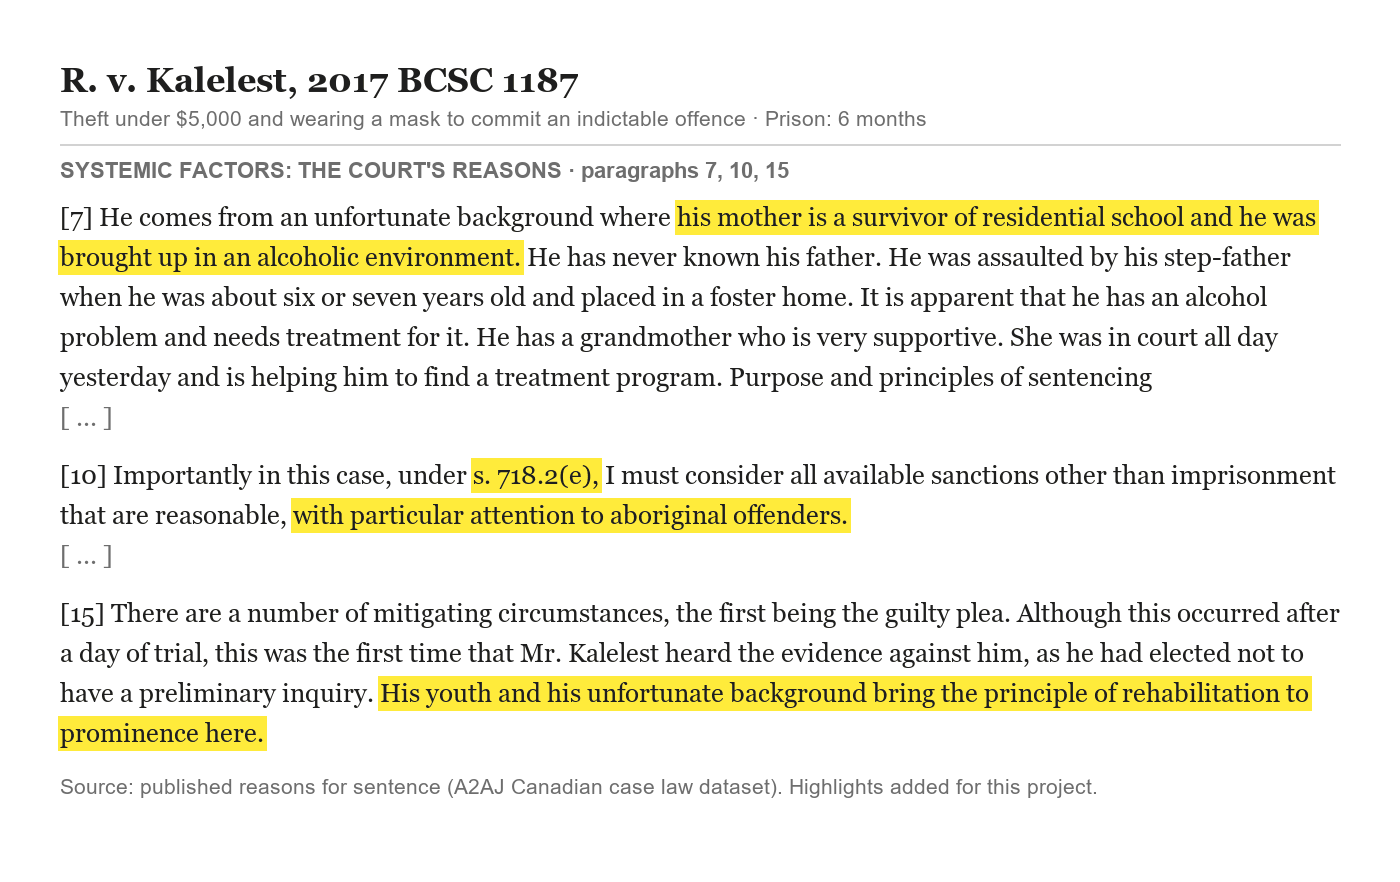 R. v. Kalelest, 2017 BCSC 1187
Theft under $5,000 and wearing a mask to commit an indictable offence · Prison: 6 months
SYSTEMIC FACTORS: THE COURT'S REASONS · paragraphs 7, 10, 15
[7] He comes from an unfortunate background where his mother is a survivor of residential school and he was
brought up in an alcoholic environment. He has never known his father. He was assaulted by his step-father
when he was about six or seven years old and placed in a foster home. It is apparent that he has an alcohol
problem and needs treatment for it. He has a grandmother who is very supportive. She was in court all day
yesterday and is helping him to find a treatment program. Purpose and principles of sentencing
[ ... ]
[10] Importantly in this case, under s. 718.2(e), I must consider all available sanctions other than imprisonment
that are reasonable, with particular attention to aboriginal offenders.
[ ... ]
[15] There are a number of mitigating circumstances, the first being the guilty plea. Although this occurred after
a day of trial, this was the first time that Mr. Kalelest heard the evidence against him, as he had elected not to
have a preliminary inquiry. His youth and his unfortunate background bring the principle of rehabilitation to
prominence here.
Source: published reasons for sentence (A2AJ Canadian case law dataset). Highlights added for this project.